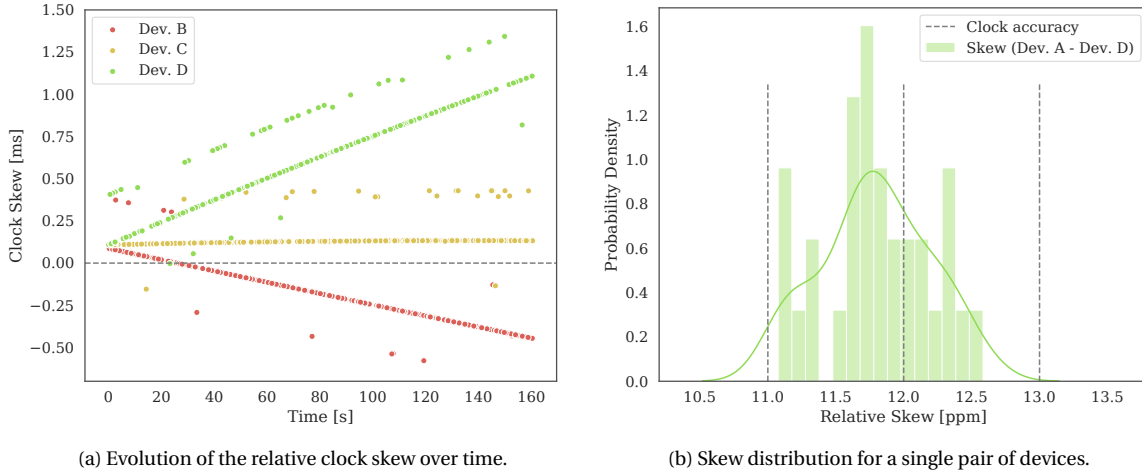 1.50
1.25
1.00
0.75
0.50
0.25
0.00
−0.25
−0.50
Clock Skew [ms]
Dev. B
Dev. C
Dev. D
0 20 40 60 80 100 120 140 160
Time [s]
(a) Evolution of the relative clock skew over time.
1.6
1.4
1.2
1.0
0.8
0.6
0.4
0.2
0.0
Probability Density
Clock accuracy
Skew (Dev. A - Dev. D)
10.5 11.0 11.5 12.0 12.5 13.0 13.5
Relative Skew [ppm]
(b) Skew distribution for a single pair of devices.